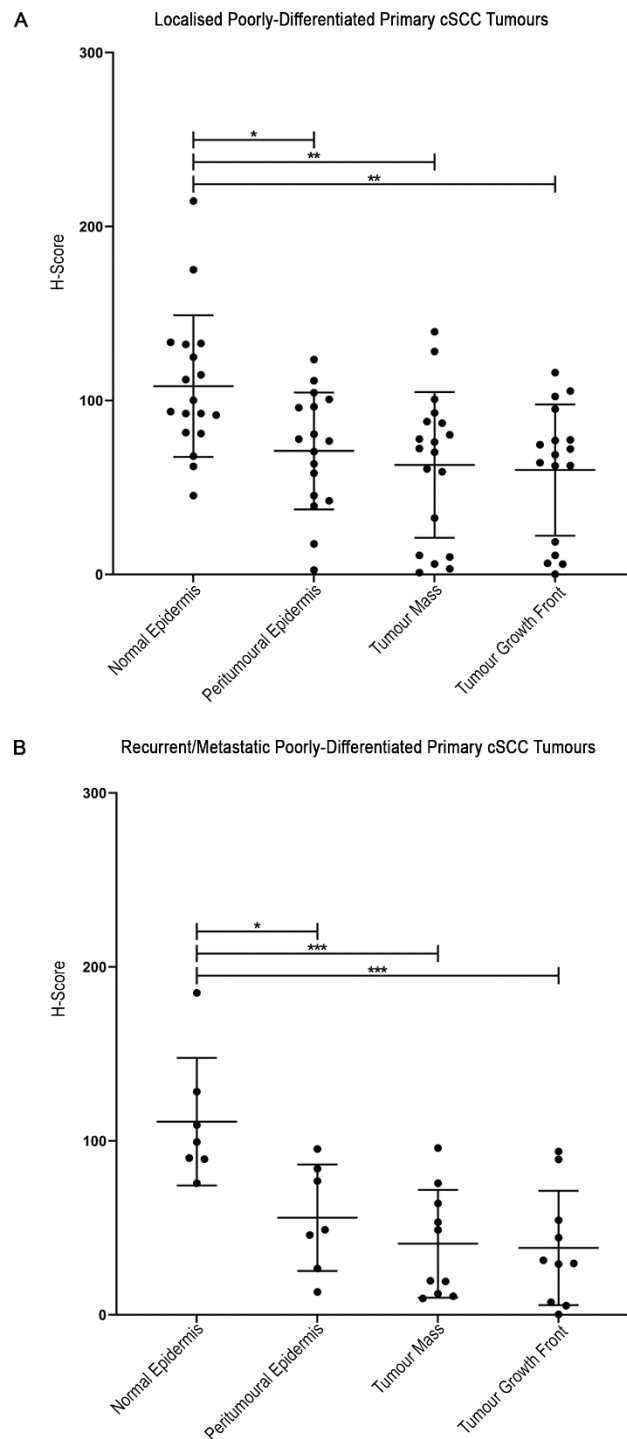 A
Localised Poorly-Differentiated Primary cSCC Tumours
300
200
100
0
H-Score
*
**
**
Normal Epidermis
Peritumoural Epidermis
Tumour Mass
Tumour Growth Front
B
Recurrent/Metastatic Poorly-Differentiated Primary cSCC Tumours
300
200
100
0
H-Score
*
***
***
Normal Epidermis
Peritumoural Epidermis
Tumour Mass
Tumour Growth Front